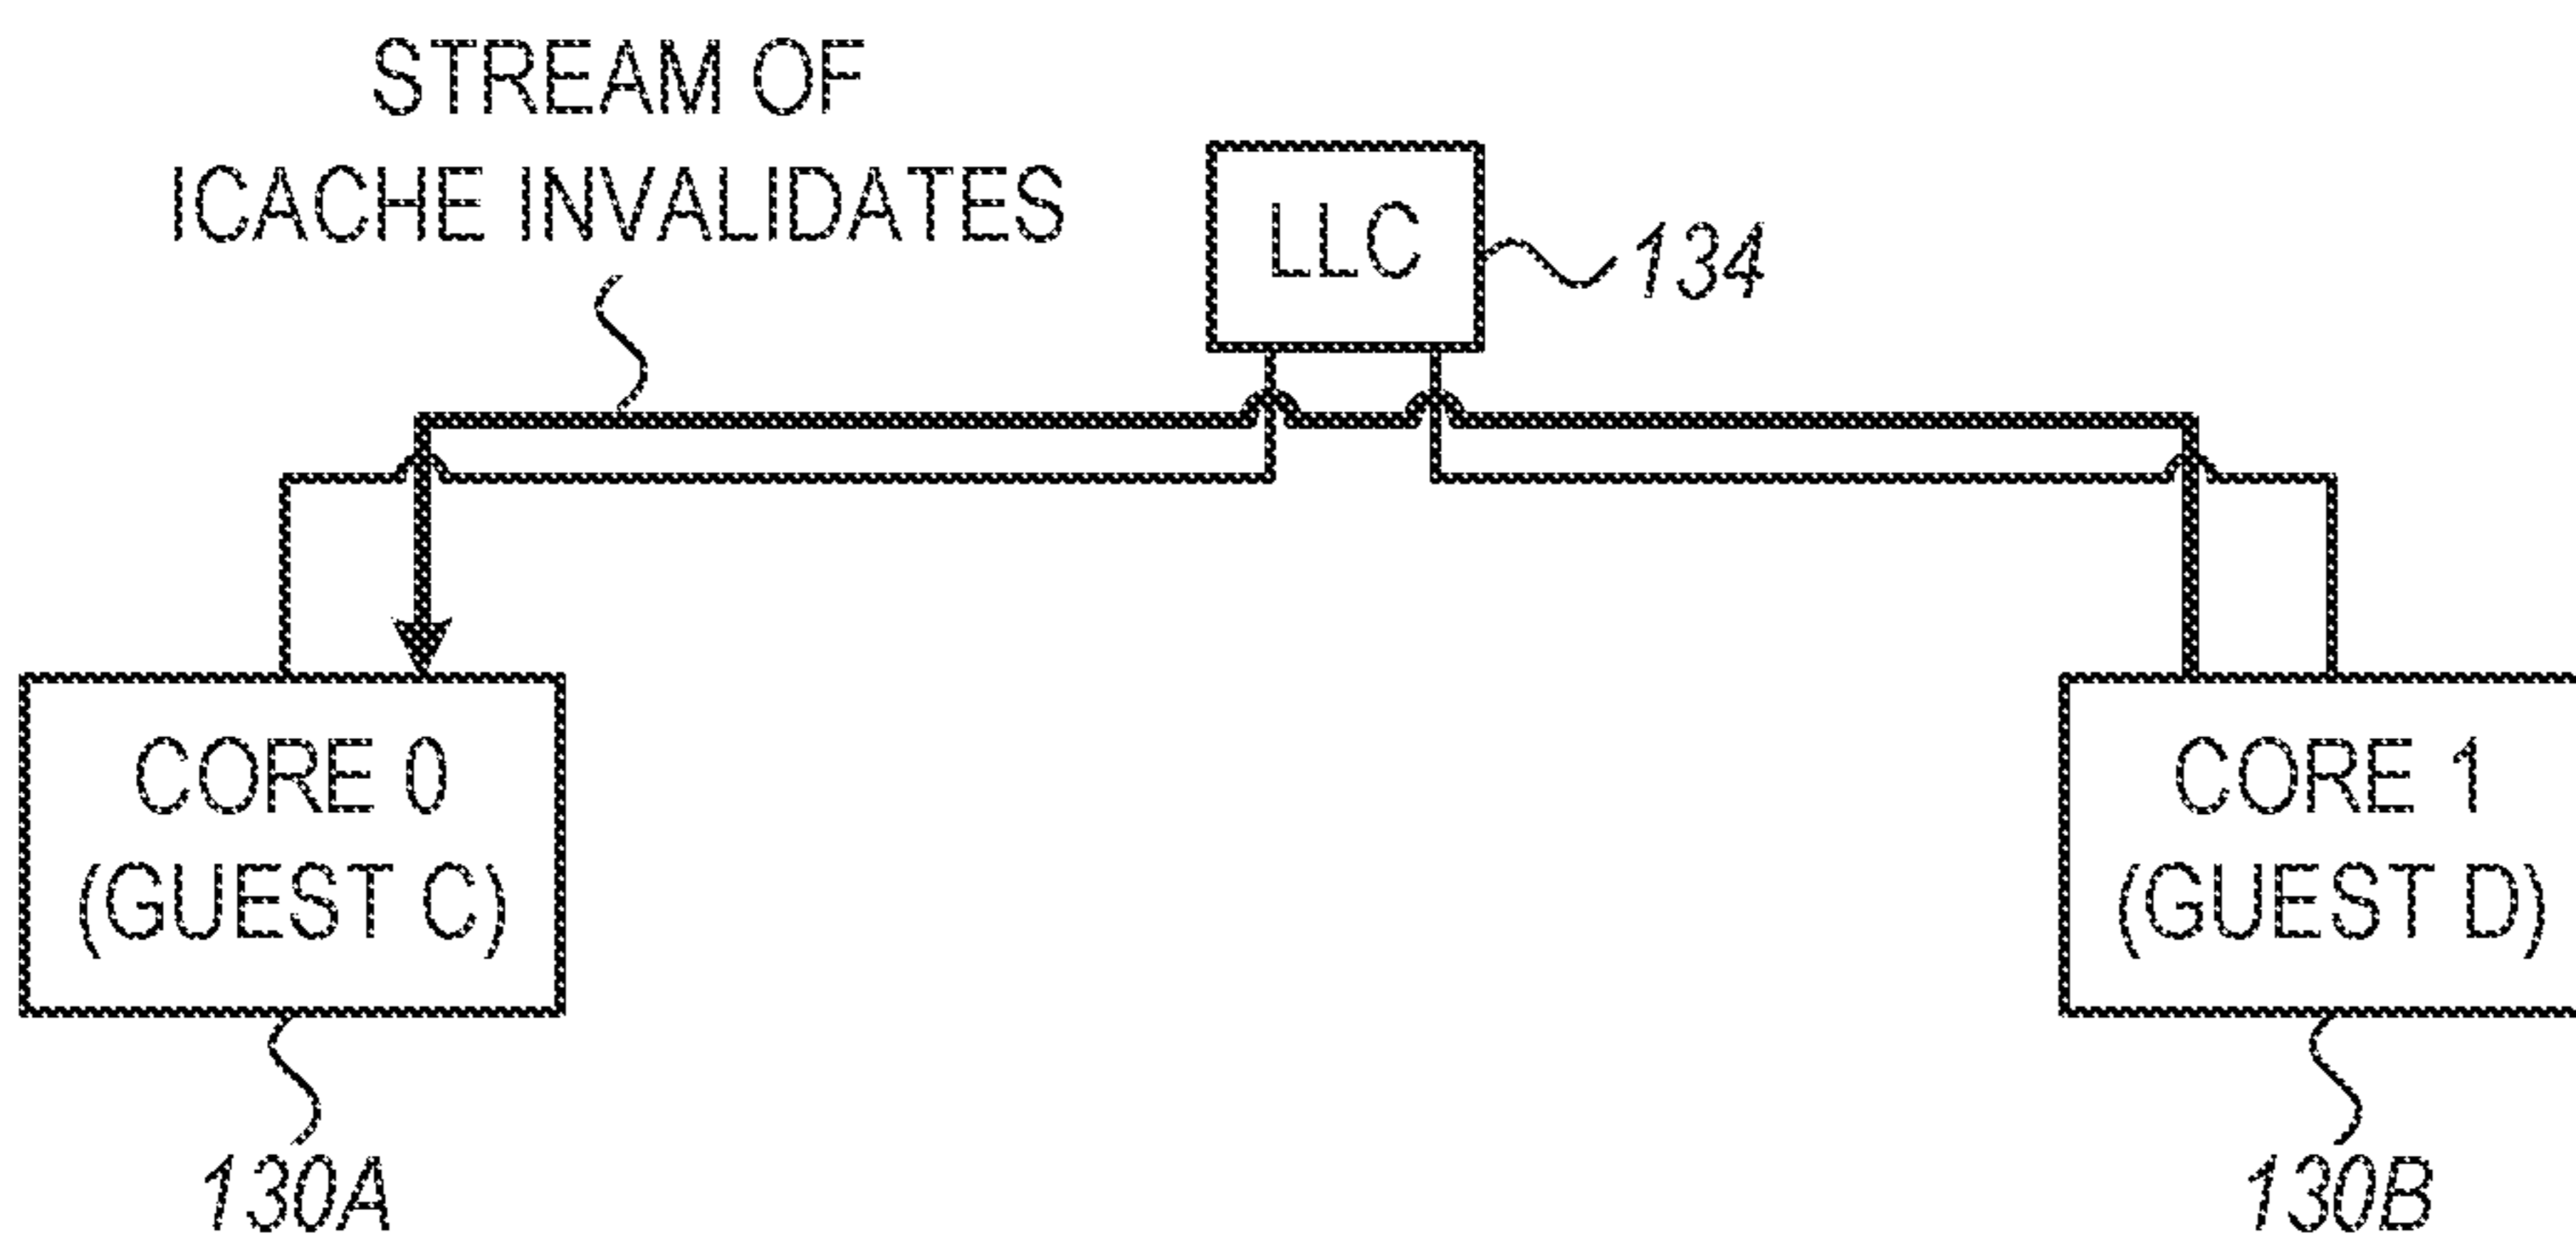 STREAM OF
ICACHE INVALIDATES
LLC
134
CORE 0
(GUEST C)
CORE 1
(GUEST D)
130A
130B